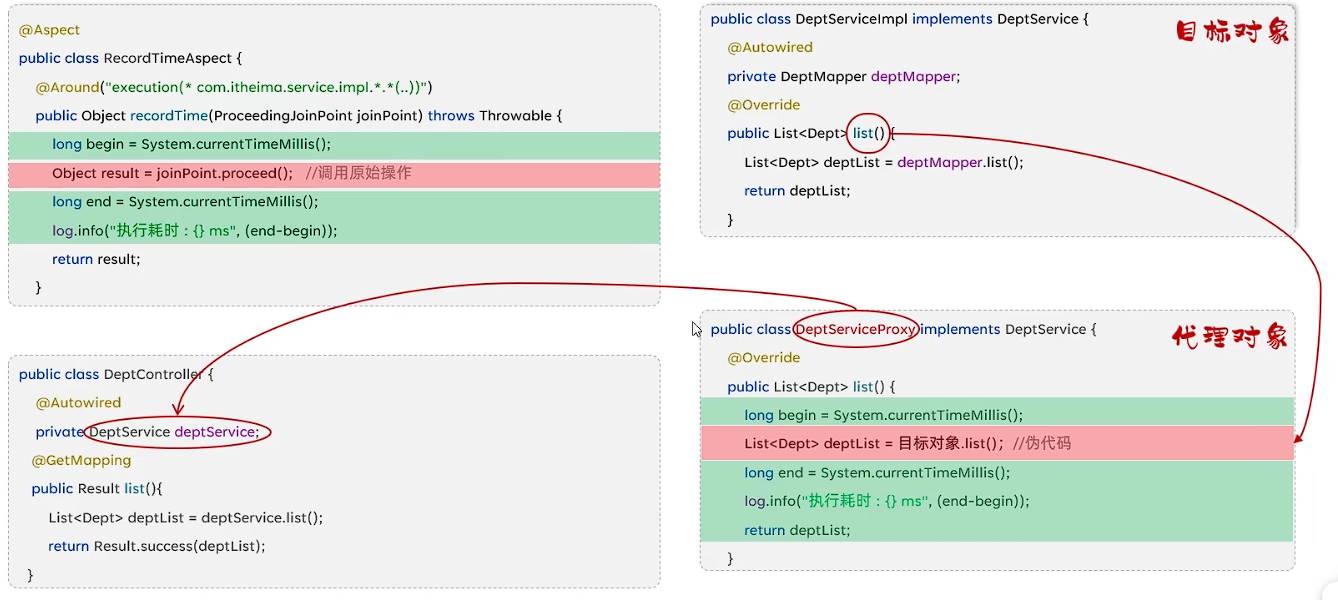 @Aspect
public class RecordTimeAspect {
@Around("execution(* com.itheima.service.impl.*.*(..))")
public Object recordTime(ProceedingJoinPoint joinPoint) throws Throwable {
long begin = System.currentTimeMillis();
Object result = joinPoint.proceed(); //调用原始操作
long end = System.currentTimeMillis();
log.info("执行耗时 : {} ms", (end-begin));
return result;
}
public class DeptServiceImpl implements DeptService {
目标对象
@Autowired
private DeptMapper deptMapper;
@Override
public List<Dept> list() {
List<Dept> deptList = deptMapper.list();
return deptList;
}
public class DeptController {
@Autowired
private DeptService deptService;
@GetMapping
public Result list(){
List<Dept> deptList = deptService.list();
return Result.success(deptList);
}
public class DeptServiceProxy implements DeptService {
代理对象
@Override
public List<Dept> list() {
long begin = System.currentTimeMillis();
List<Dept> deptList = 目标对象.list(); //伪代码
long end = System.currentTimeMillis();
log.info("执行耗时 : {} ms", (end-begin));
return deptList;
}